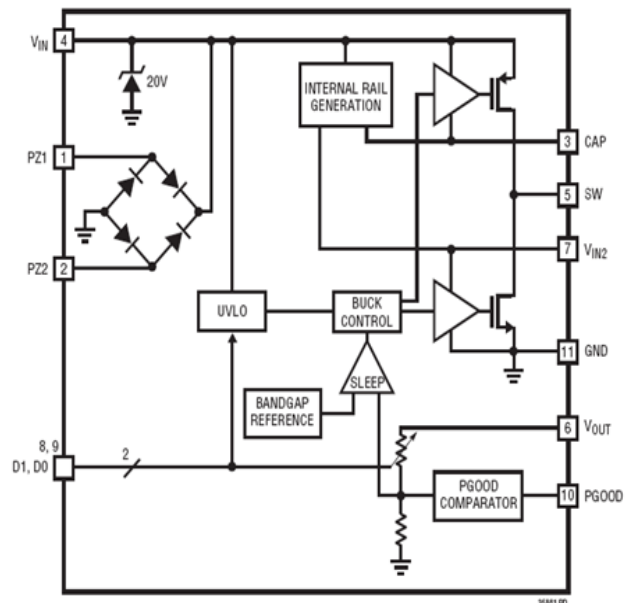 VIN 4
20V
INTERNAL RAIL
GENERATION
PZ1 1
3 CAP
5 SW
7 VIN2
PZ2 2
UVLO
BUCK
CONTROL
11 GND
SLEEP
BANDGAP
REFERENCE
6 VOUT
8, 9
D1, D0
2
PGOOD
COMPARATOR
10 PGOOD